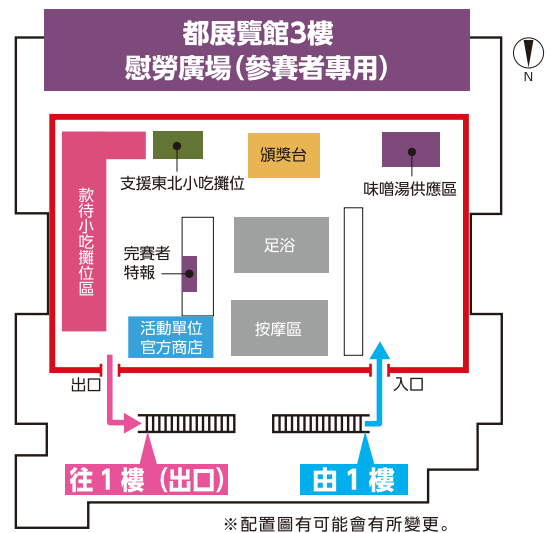 都展覽館3樓
慰勞廣場(參賽者專用)
N
頒獎台
支援東北小吃攤位
味噌湯供應區
款待小吃攤位區
完賽者
特報
足浴
活動單位
官方商店
按摩區
出口
入口
往1樓(出口)
由1樓
※配置圖有可能會有所變更。